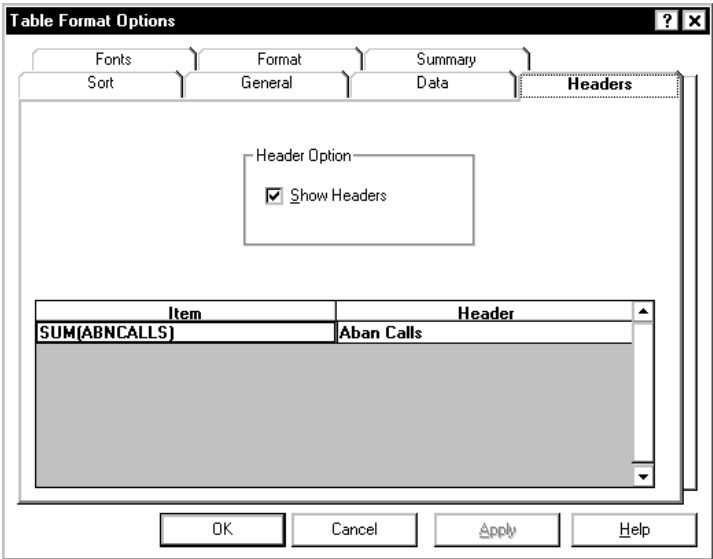 Table Format Options
Fonts Format Summary
Sort General Data Headers
Header Option
Show Headers
Item Header
SUM(ABNCALLS) Aban Calls
OK Cancel Apply Help